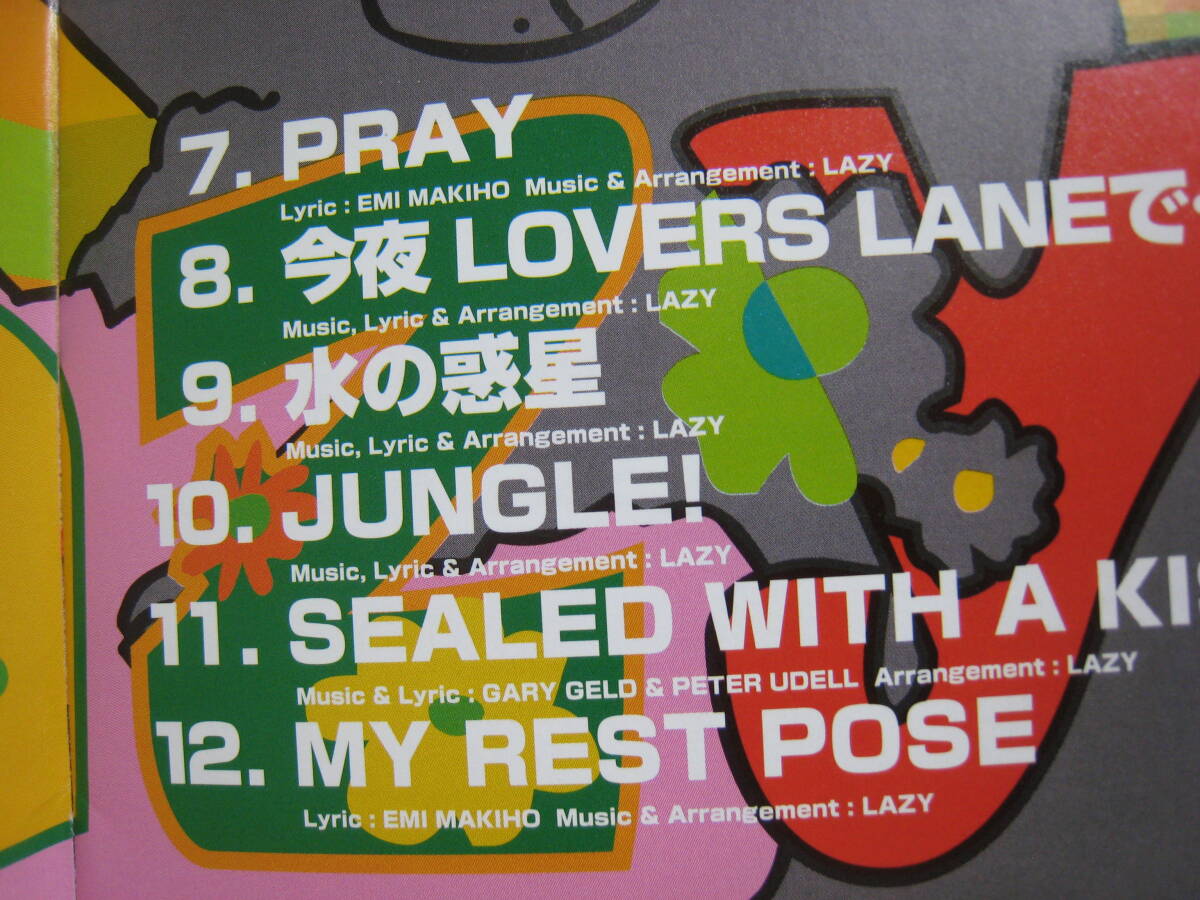 7. PRAY
Lyric : EMI MAKIHO Music & Arrangement : LAZY
8. 今夜 LOVERS LANEで
Music, Lyric & Arrangement : LAZY
9. 水の惑星
Music, Lyric & Arrangement : LAZY
10. JUNGLE!
Music, Lyric & Arrangement : LAZY
11. SEALED WITH A
Music & Lyric : GARY GELD & PETER UDELL Arrangement : LAZY
12. MY REST POSE
Lyric : EMI MAKIHO Music & Arrangement : LAZY